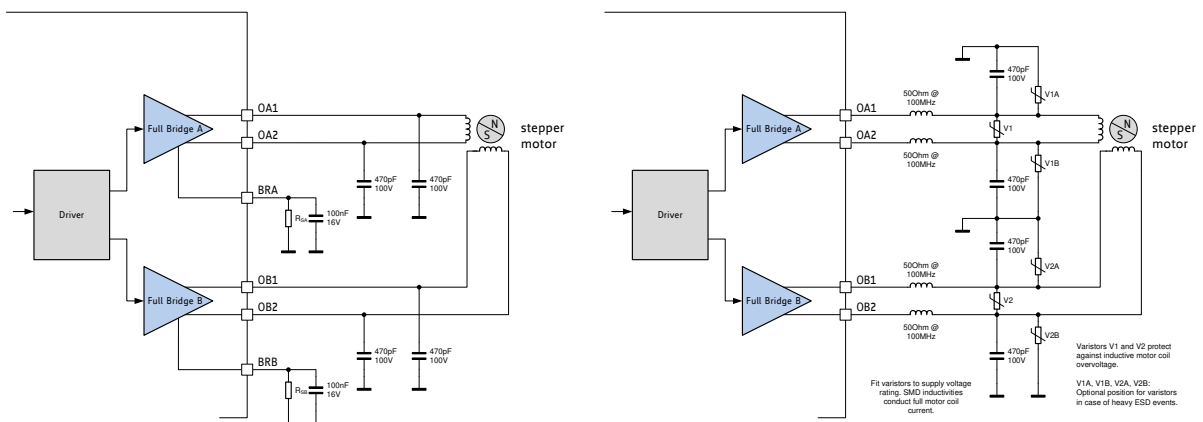 Full Bridge A
OA1
OA2
N
S
stepper
motor
470pF
100V
470pF
100V
BRA
Driver
RSA
100nF
16V
Full Bridge B
OB1
OB2
470pF
100V
470pF
100V
BRB
RSB
100nF
16V
470pF
100V
V1A
50Ohm @
100MHz
Full Bridge A
OA1
V1
OA2
N
S
stepper
motor
50Ohm @
100MHz
V1B
470pF
100V
Driver
470pF
100V
V2A
50Ohm @
100MHz
Full Bridge B
OB1
V2
OB2
50Ohm @
100MHz
V2B
470pF
100V
Fit varistors to supply voltage
rating. SMD inductivities
conduct full motor coil
current.
Varistors V1 and V2 protect
against inductive motor coil
overvoltage.
V1A, V1B, V2A, V2B:
Optional position for varistors
in case of heavy ESD events.